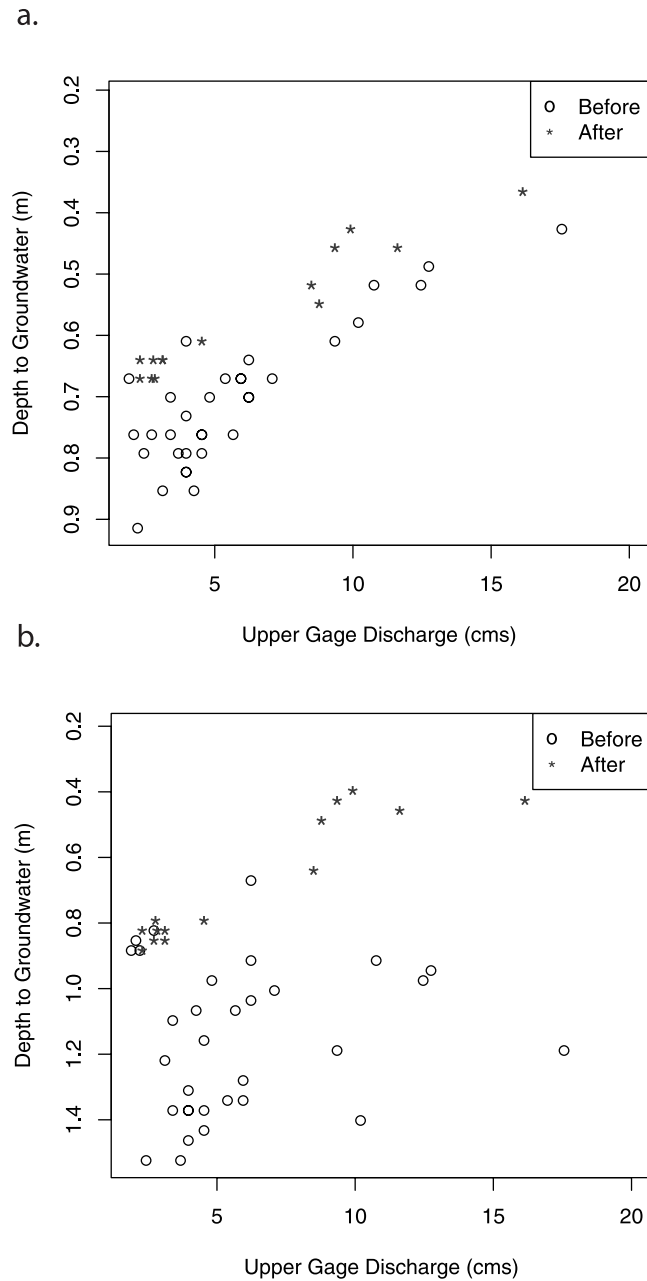 a.
0.2
0.3
0.4
0.5
0.6
0.7
0.8
0.9
Depth to Groundwater (m)
Before
After
5 10 15 20
Upper Gage Discharge (cms)
b.
0.2
0.4
0.6
0.8
1.0
1.2
1.4
Depth to Groundwater (m)
Before
After
5 10 15 20
Upper Gage Discharge (cms)